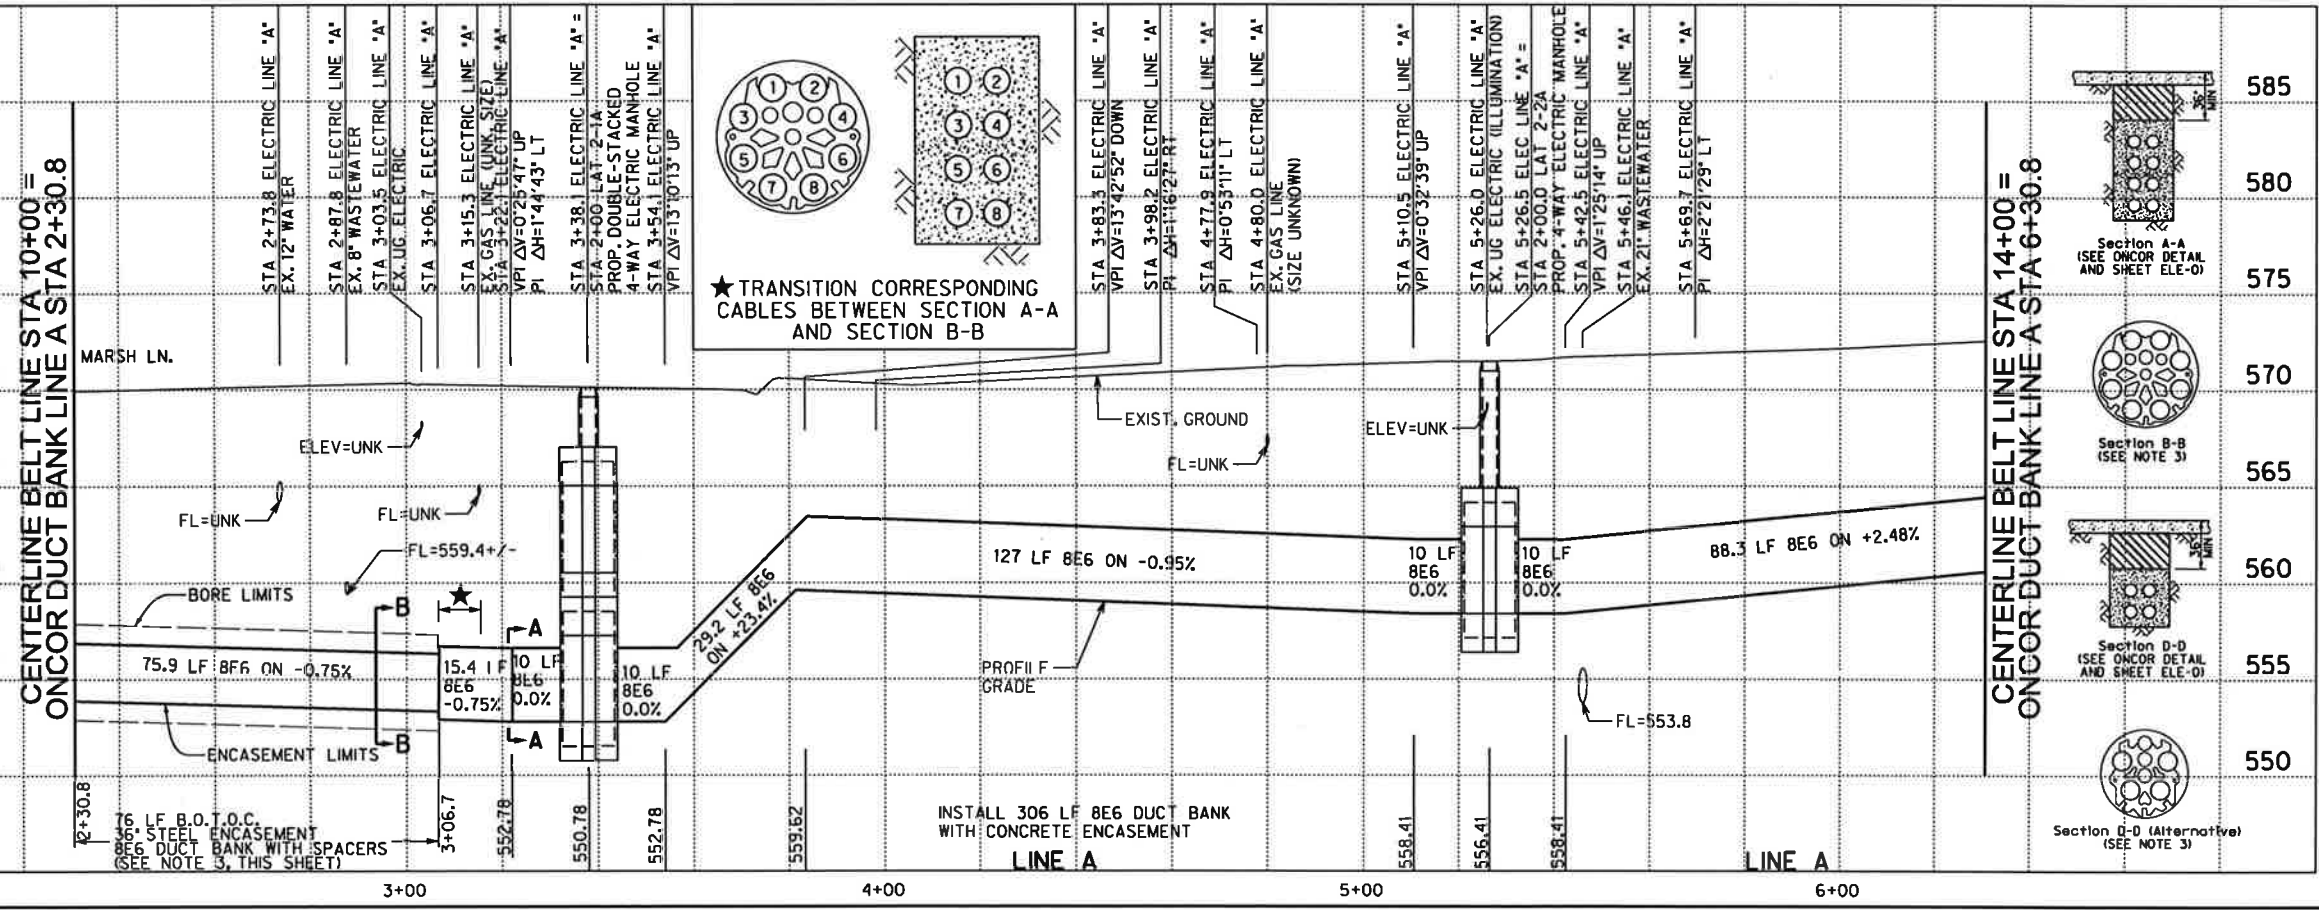 CENTERLINE BELT LINE STA 10+00 =
ONCOR DUCT BANK LINE A STA 2+30.8
MARSH LN.
STA 2+73.8 ELECTRIC LINE "A"
EX. 12" WATER
STA 2+87.8 ELECTRIC LINE "A"
EX. 8" WASTEWATER
STA 3+03.5 ELECTRIC LINE "A"
EX. UG ELECTRIC
STA 3+06.7 ELECTRIC LINE "A"
STA 3+15.3 ELECTRIC LINE "A"
EX. GAS LINE (UNK. SIZE)
STA 3+22.1 ELECTRIC LINE "A"
VPI ΔV=0°25'47" UP
PI ΔH=1°44'43" LT
STA 3+38.1 ELECTRIC LINE "A" =
STA 2+00 LAT 2-1A
PROP. DOUBLE-STACKED
4-WAY ELECTRIC MANHOLE
STA 3+54.1 ELECTRIC LINE "A"
VPI ΔV=13°10'13" UP
1 2
3 4
5 6
7 8
1 2
3 4
5 6
7 8
★ TRANSITION CORRESPONDING
CABLES BETWEEN SECTION A-A
AND SECTION B-B
STA 3+83.3 ELECTRIC LINE "A"
VPI ΔV=13°42'52" DOWN
STA 3+98.2 ELECTRIC LINE "A"
PI ΔH=1°16'27" RT
STA 4+77.9 ELECTRIC LINE "A"
PI ΔH=0°53'11" LT
STA 4+80.0 ELECTRIC LINE "A"
EX. GAS LINE
(SIZE UNKNOWN)
STA 5+10.5 ELECTRIC LINE "A"
VPI ΔV=0°32'39" UP
STA 5+26.0 ELECTRIC LINE "A"
EX. UG ELECTRIC (ILLUMINATION)
STA 5+26.5 ELEC LINE "A" =
STA 2+00.0 LAT 2-2A
PROP. 4-WAY ELECTRIC MANHOLE
STA 5+42.5 ELECTRIC LINE "A"
VPI ΔV=1°25'14" UP
STA 5+46.1 ELECTRIC LINE "A"
EX. 21" WASTEWATER
STA 5+69.7 ELECTRIC LINE "A"
PI ΔH=2°21'29" LT
CENTERLINE BELT LINE STA 14+00 =
ONCOR DUCT BANK LINE A STA 6+30.8
585
580
575
570
565
560
555
550
36"
MIN
Section A-A
(SEE ONCOR DETAIL
AND SHEET ELE-0)
Section B-B
(SEE NOTE 3)
36"
MIN
Section D-D
(SEE ONCOR DETAIL
AND SHEET ELE-0)
Section D-D (Alternative)
(SEE NOTE 3)
ELEV=UNK
FL=UNK
FL=UNK
FL=559.4+/-
BORE LIMITS
★
B
B
A
A
75.9 LF 8E6 ON -0.75%
15.4 LF
8E6
-0.75%
10 LF
8E6
0.0%
10 LF
8E6
0.0%
29.2 LF 8E6
ON +23.4%
ENCASEMENT LIMITS
EXIST. GROUND
FL=UNK
ELEV=UNK
127 LF 8E6 ON -0.95%
10 LF
8E6
0.0%
10 LF
8E6
0.0%
88.3 LF 8E6 ON +2.48%
PROFILE
GRADE
FL=553.8
2+30.8
76 LF B.O.T.O.C.
36" STEEL ENCASEMENT
8E6 DUCT BANK WITH SPACERS
(SEE NOTE 3, THIS SHEET)
3+06.7
552.78
550.78
552.78
559.62
INSTALL 306 LF 8E6 DUCT BANK
WITH CONCRETE ENCASEMENT
558.41
556.41
558.41
LINE A
LINE A
3+00
4+00
5+00
6+00